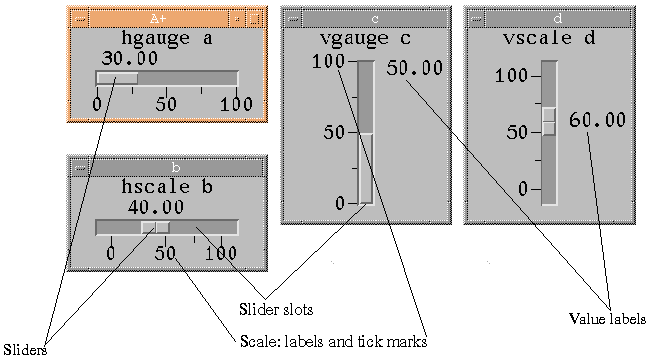 A+
hgauge a
30.00
0 50 100
b
hscale b
40.00
0 50 100
c
vgauge c
100
50.00
50
0
d
vscale d
100
50
60.00
0
Slider slots
Scale: labels and tick marks
Sliders
Value labels